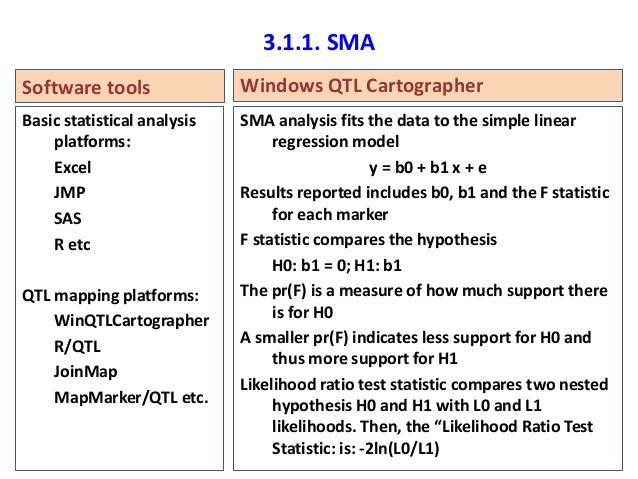 3.1.1. SMA
Software tools
Basic statistical analysis
platforms:
Excel
JMP
SAS
R etc
QTL mapping platforms:
WinQTLCartographer
R/QTL
JoinMap
MapMarker/QTL etc.
Windows QTL Cartographer
SMA analysis fits the data to the simple linear
regression model
y = b0 + b1 x + e
Results reported includes b0, b1 and the F statistic
for each marker
F statistic compares the hypothesis
H0: b1 = 0; H1: b1
The pr(F) is a measure of how much support there
is for H0
A smaller pr(F) indicates less support for H0 and
thus more support for H1
Likelihood ratio test statistic compares two nested
hypothesis H0 and H1 with L0 and L1
likelihoods. Then, the “Likelihood Ratio Test
Statistic: is: -2ln(L0/L1)